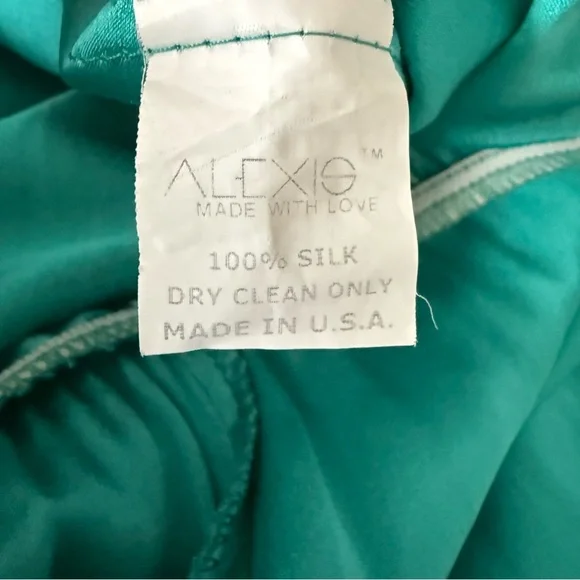 ALEXIS™
MADE WITH LOVE
100% SILK
DRY CLEAN ONLY
MADE IN U.S.A.